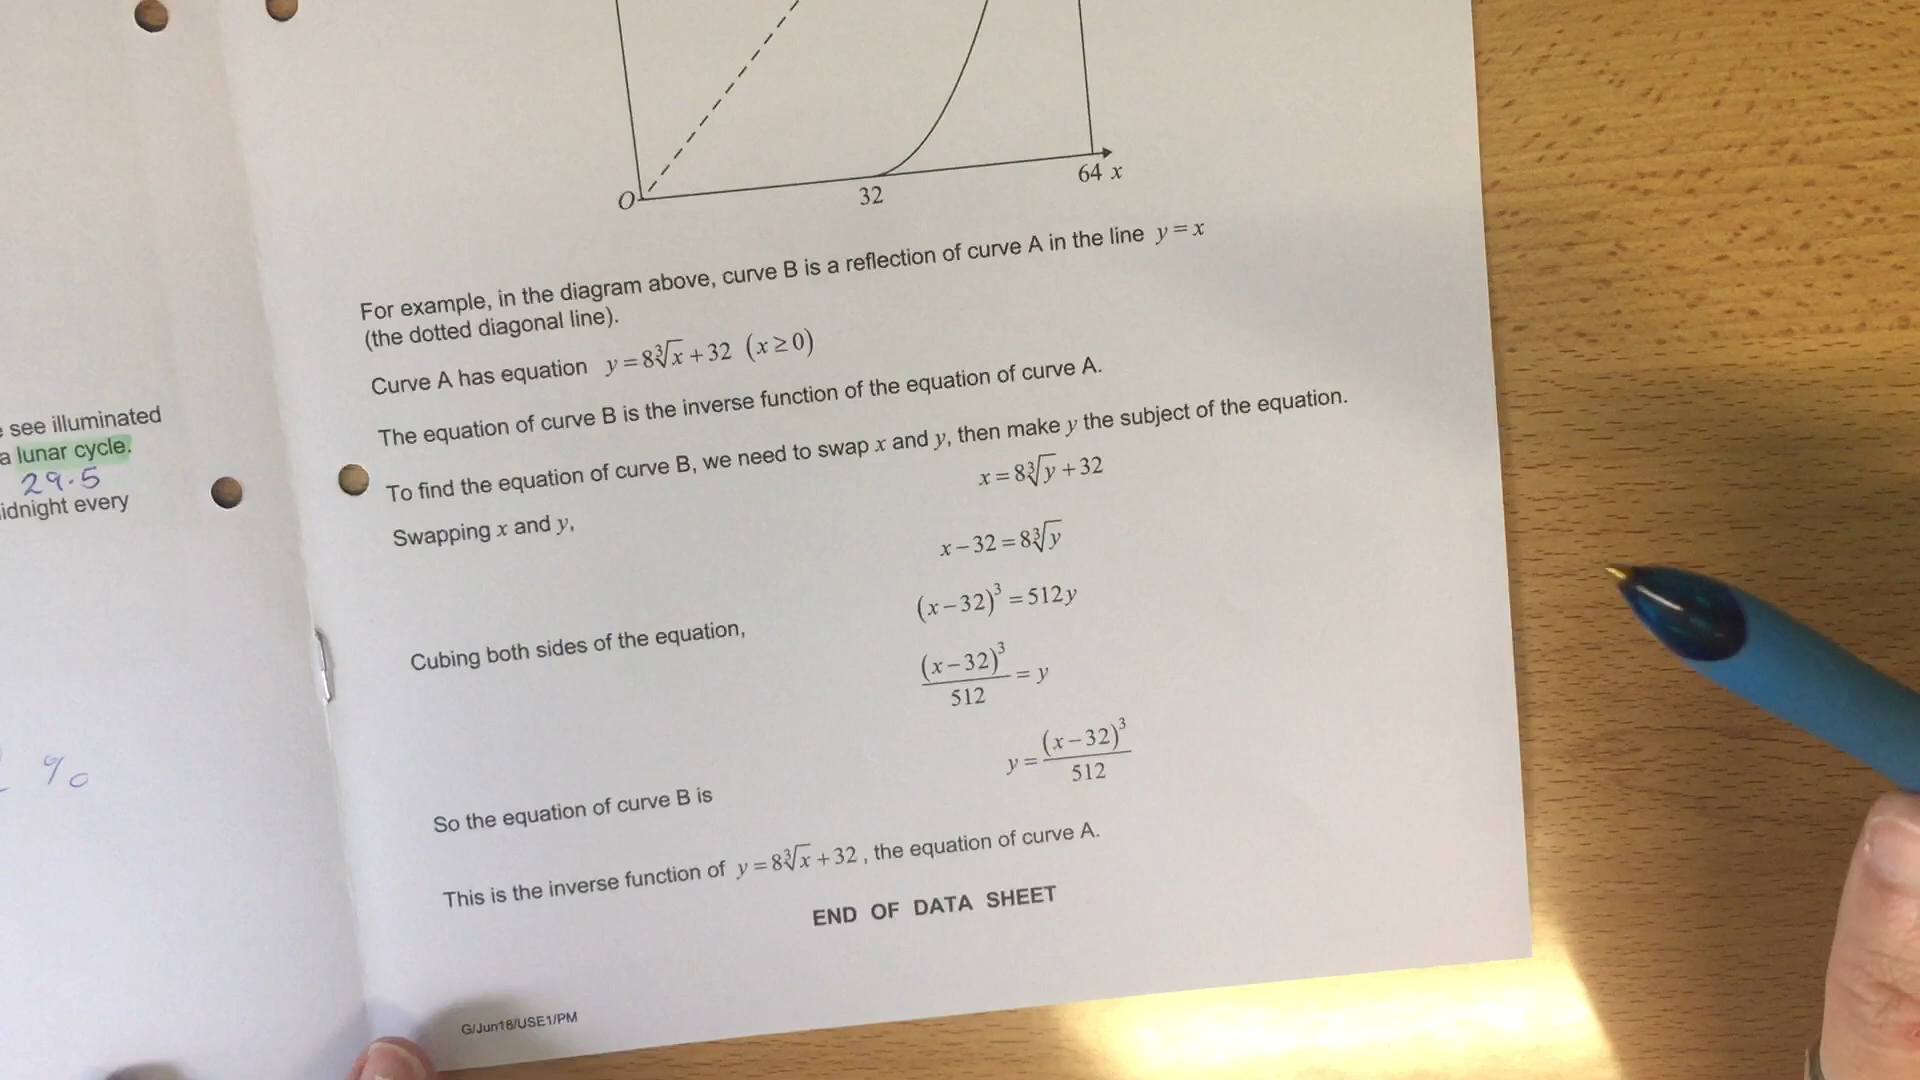 see illuminated
a lunar cycle.
29.5
idnight every
%
O
32
64 x
For example, in the diagram above, curve B is a reflection of curve A in the line y = x
(the dotted diagonal line).
Curve A has equation y = 8∛x + 32 (x ≥ 0)
The equation of curve B is the inverse function of the equation of curve A.
To find the equation of curve B, we need to swap x and y, then make y the subject of the equation.
Swapping x and y, x = 8∛y + 32
x − 32 = 8∛y
Cubing both sides of the equation, (x − 32)³ = 512y
(x − 32)³ / 512 = y
So the equation of curve B is y = (x − 32)³ / 512
This is the inverse function of y = 8∛x + 32 , the equation of curve A.
END OF DATA SHEET
G/Jun18/USE1/PM